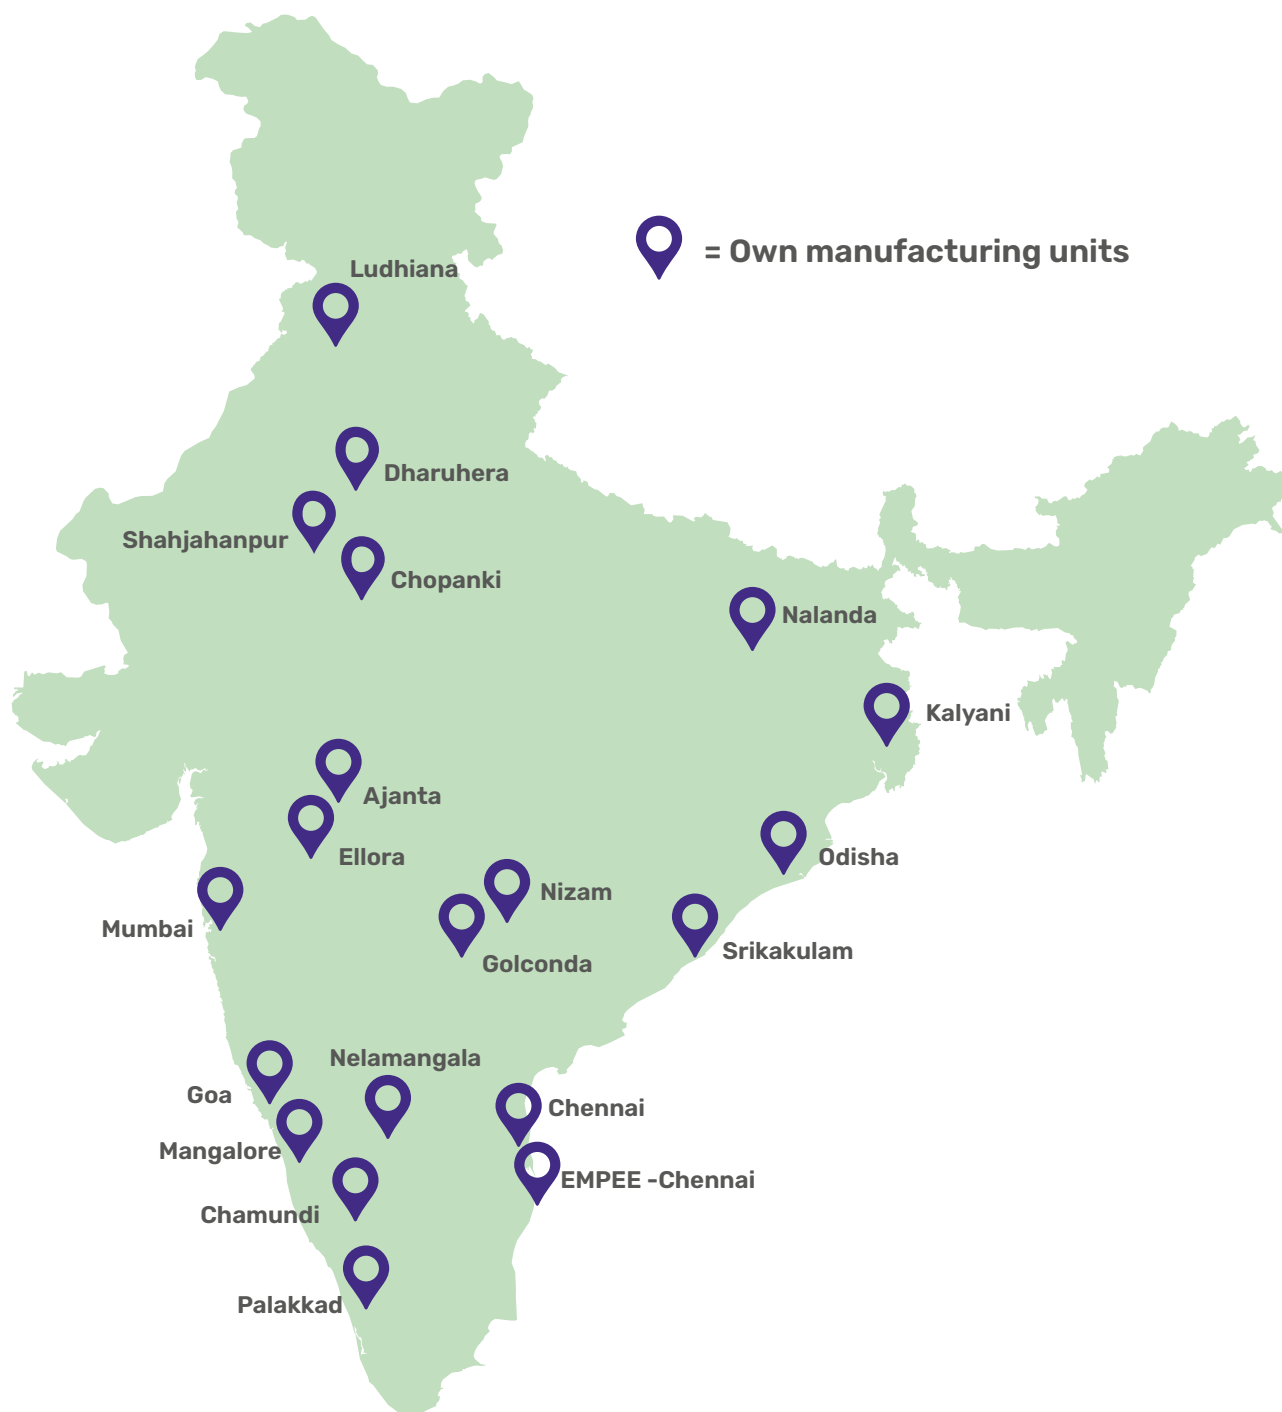 = Own manufacturing units
Ludhiana
Dharuhera
Shahjahanpur
Chopanki
Nalanda
Kalyani
Ajanta
Ellora
Odisha
Nizam
Mumbai
Srikakulam
Golconda
Nelamangala
Goa
Chennai
Mangalore
EMPEE -Chennai
Chamundi
Palakkad